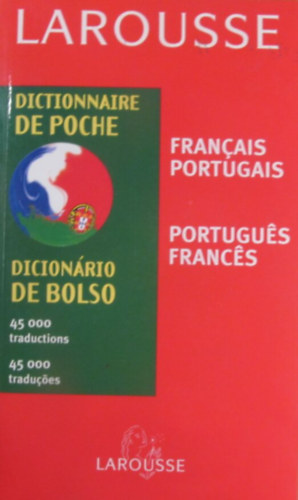 LAROUSSE
DICTIONNAIRE
DE POCHE
FRANÇAIS
PORTUGAIS
PORTUGUÊS
FRANCÊS
DICIONÁRIO
DE BOLSO
45 000
traductions
45 000
traduções
LAROUSSE